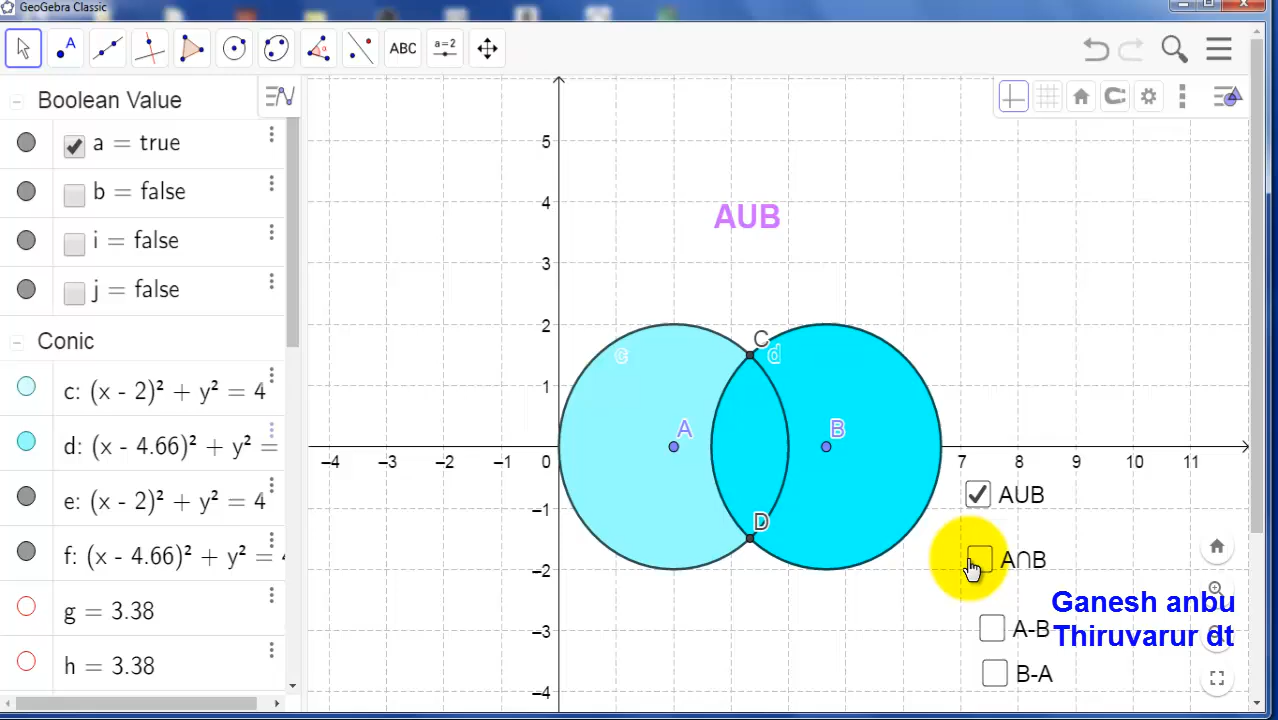 GeoGebra Classic
A ABC a=2
Boolean Value
a = true
b = false
i = false
j = false
Conic
c: (x - 2)² + y² = 4
d: (x - 4.66)² + y² =
e: (x - 2)² + y² = 4
f: (x - 4.66)² + y² = 4
g = 3.38
h = 3.38
5
AUB
4
3
2
C
c d
1
A B
–4 –3 –2 –1 0 7 8 9 10 11
AUB
–1
D
A∩B
–2
Ganesh anbu
–3
A-B
Thiruvarur dt
B-A
–4